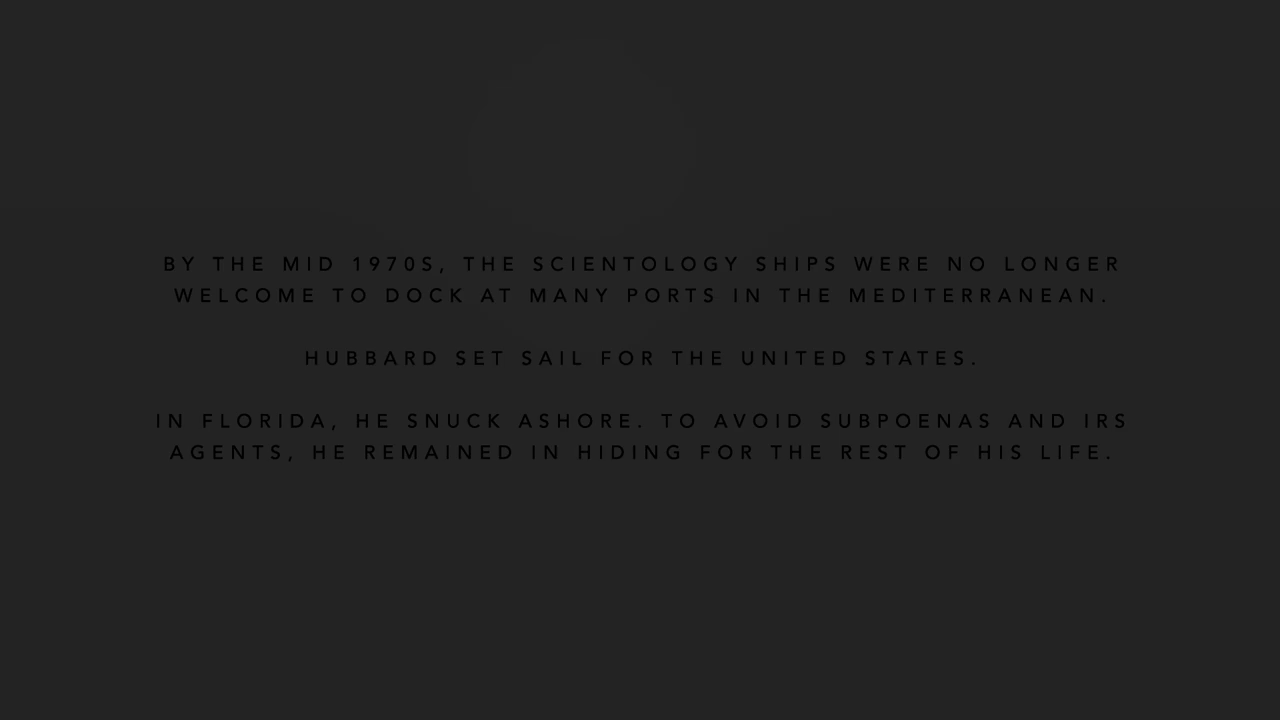 BY THE MID 1970S, THE SCIENTOLOGY SHIPS WERE NO LONGER
WELCOME TO DOCK AT MANY PORTS IN THE MEDITERRANEAN.
HUBBARD SET SAIL FOR THE UNITED STATES.
IN FLORIDA, HE SNUCK ASHORE. TO AVOID SUBPOENAS AND IRS
AGENTS, HE REMAINED IN HIDING FOR THE REST OF HIS LIFE.